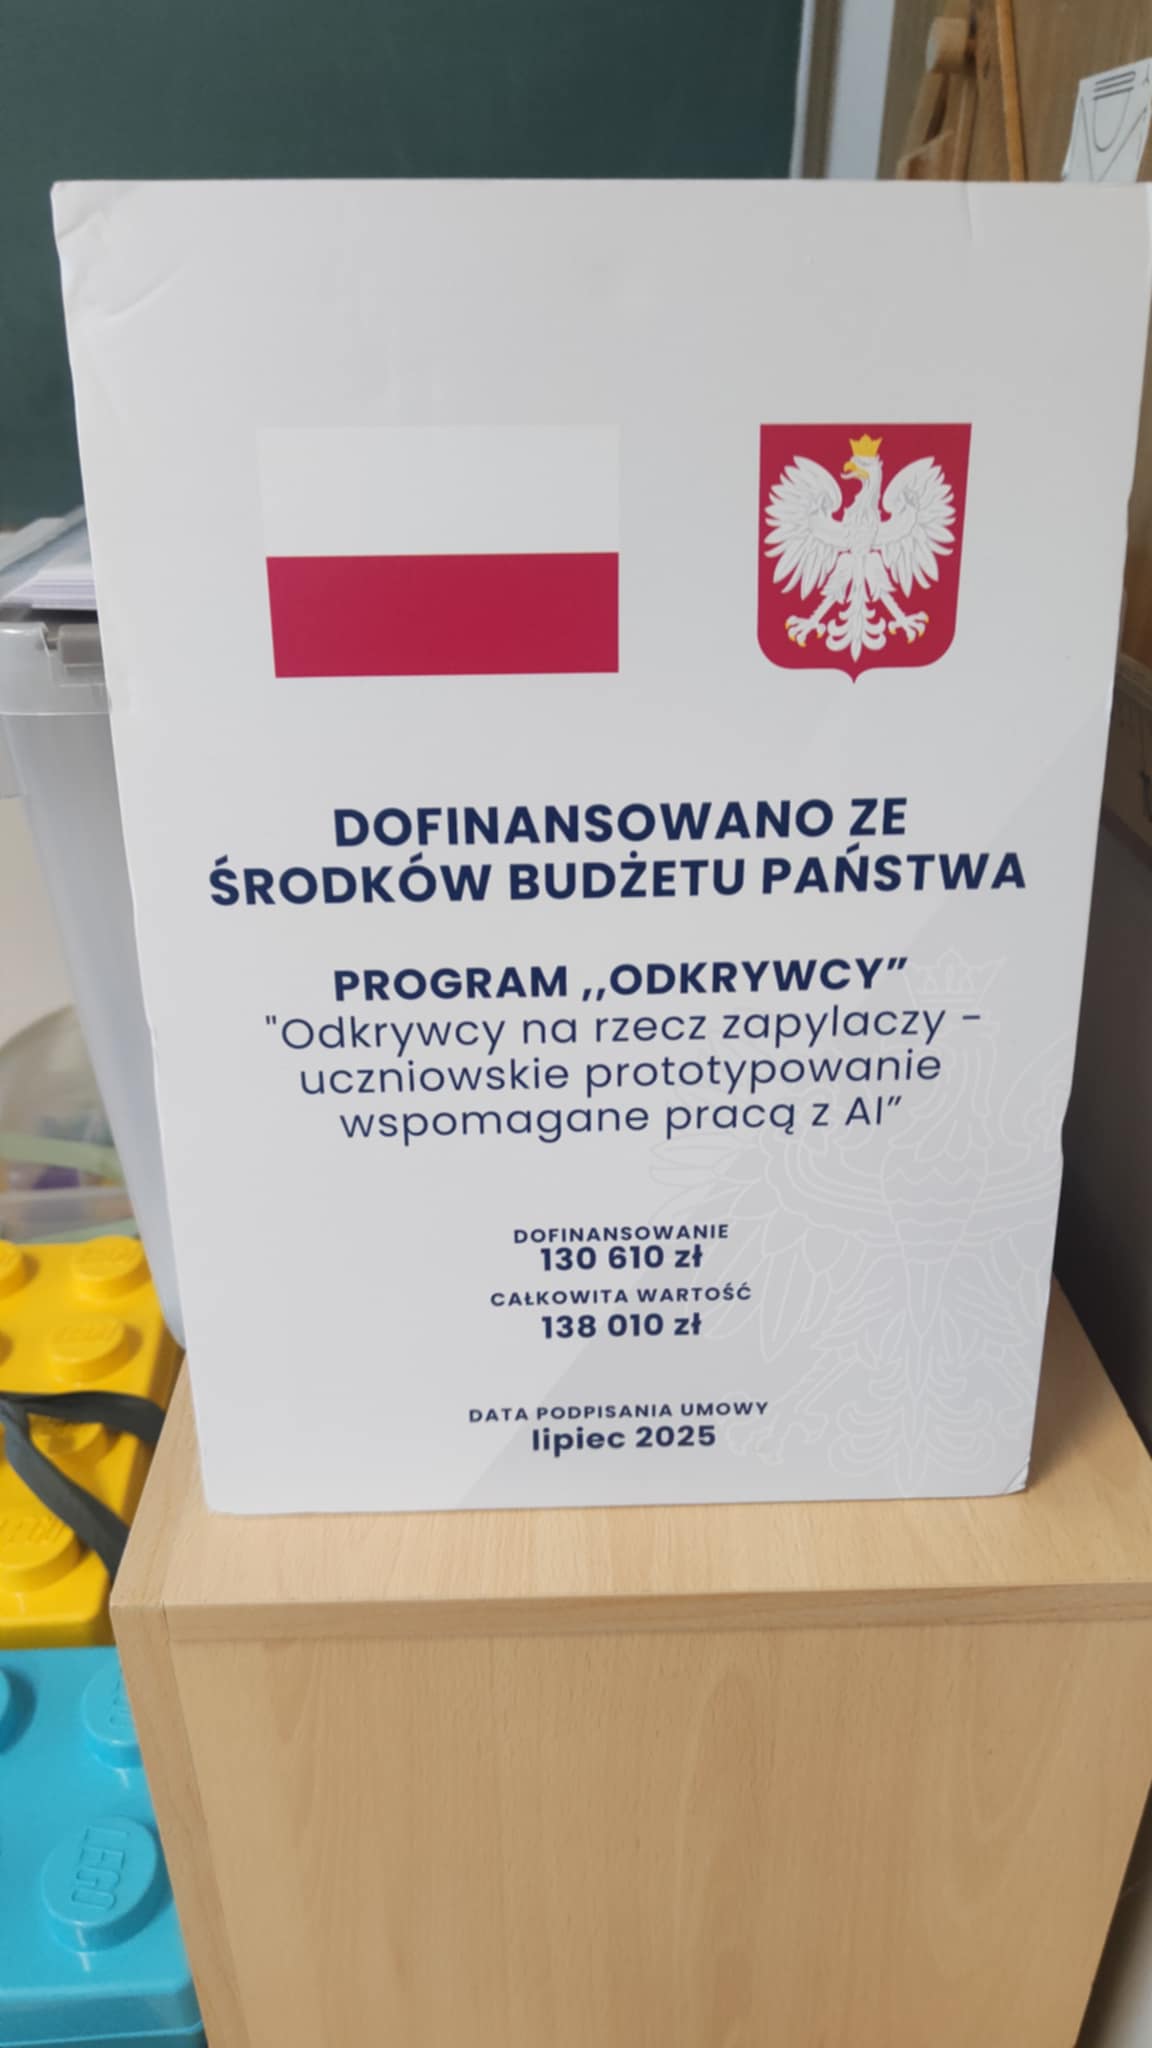 DOFINANSOWANO ZE
ŚRODKÓW BUDŻETU PAŃSTWA
PROGRAM ,,ODKRYWCY”
"Odkrywcy na rzecz zapylaczy -
uczniowskie prototypowanie
wspomagane pracą z AI”
DOFINANSOWANIE
130 610 zł
CAŁKOWITA WARTOŚĆ
138 010 zł
DATA PODPISANIA UMOWY
lipiec 2025
LEGO